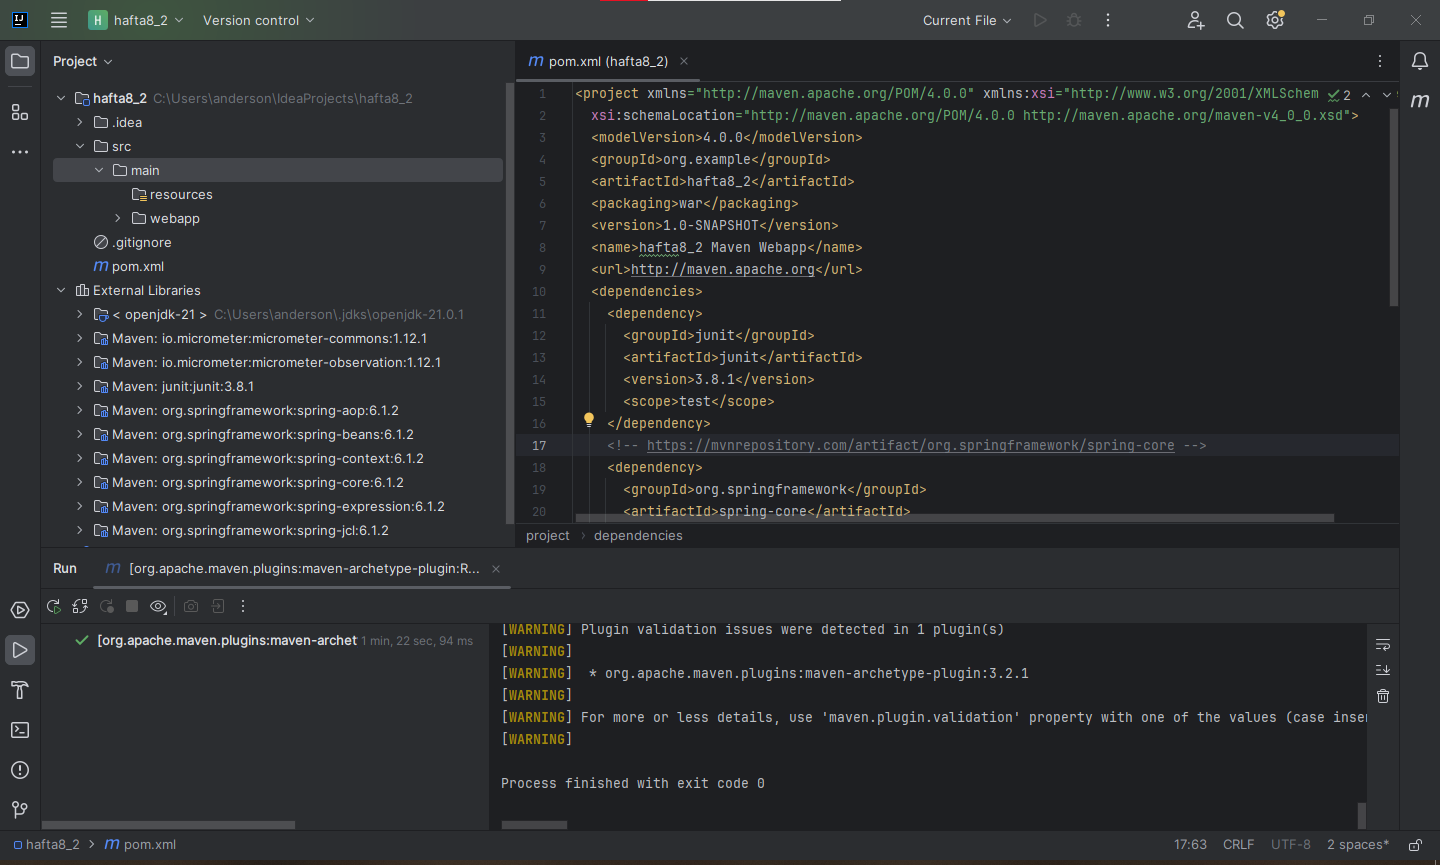 H hafta8_2 Version control Current File
Project
hafta8_2 C:\Users\anderson\IdeaProjects\hafta8_2
.idea
src
main
resources
webapp
.gitignore
m pom.xml
External Libraries
< openjdk-21 > C:\Users\anderson\.jdks\openjdk-21.0.1
Maven: io.micrometer:micrometer-commons:1.12.1
Maven: io.micrometer:micrometer-observation:1.12.1
Maven: junit:junit:3.8.1
Maven: org.springframework:spring-aop:6.1.2
Maven: org.springframework:spring-beans:6.1.2
Maven: org.springframework:spring-context:6.1.2
Maven: org.springframework:spring-core:6.1.2
Maven: org.springframework:spring-expression:6.1.2
Maven: org.springframework:spring-jcl:6.1.2
m pom.xml (hafta8_2)
1 <project xmlns="http://maven.apache.org/POM/4.0.0" xmlns:xsi="http://www.w3.org/2001/XMLSchem 2
2 xsi:schemaLocation="http://maven.apache.org/POM/4.0.0 http://maven.apache.org/maven-v4_0_0.xsd">
3 <modelVersion>4.0.0</modelVersion>
4 <groupId>org.example</groupId>
5 <artifactId>hafta8_2</artifactId>
6 <packaging>war</packaging>
7 <version>1.0-SNAPSHOT</version>
8 <name>hafta8_2 Maven Webapp</name>
9 <url>http://maven.apache.org</url>
10 <dependencies>
11 <dependency>
12 <groupId>junit</groupId>
13 <artifactId>junit</artifactId>
14 <version>3.8.1</version>
15 <scope>test</scope>
16 </dependency>
17 <!-- https://mvnrepository.com/artifact/org.springframework/spring-core -->
18 <dependency>
19 <groupId>org.springframework</groupId>
20 <artifactId>spring-core</artifactId>
project > dependencies
m
Run m [org.apache.maven.plugins:maven-archetype-plugin:R...
[org.apache.maven.plugins:maven-archet 1 min, 22 sec, 94 ms
[WARNING] Plugin validation issues were detected in 1 plugin(s)
[WARNING]
[WARNING] * org.apache.maven.plugins:maven-archetype-plugin:3.2.1
[WARNING]
[WARNING] For more or less details, use 'maven.plugin.validation' property with one of the values (case inser
[WARNING]
Process finished with exit code 0
hafta8_2 > m pom.xml 17:63 CRLF UTF-8 2 spaces*